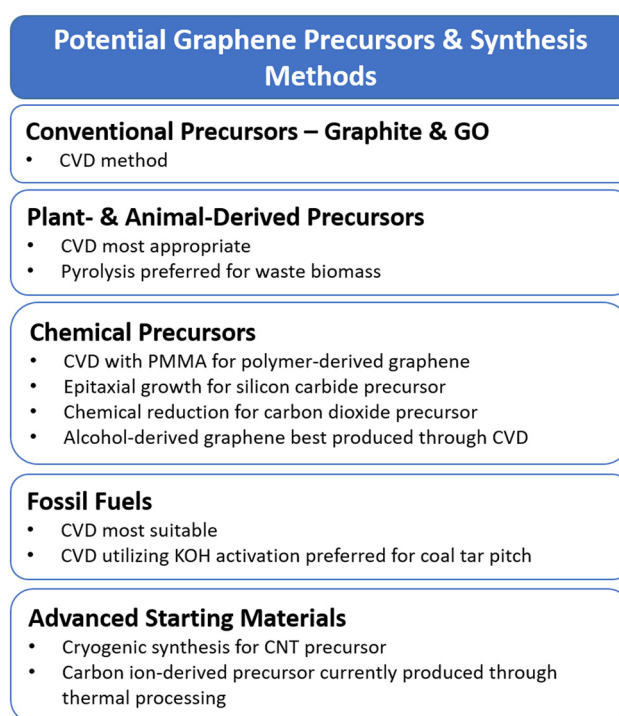 Potential Graphene Precursors & Synthesis
Methods
Conventional Precursors – Graphite & GO
• CVD method
Plant- & Animal-Derived Precursors
• CVD most appropriate
• Pyrolysis preferred for waste biomass
Chemical Precursors
• CVD with PMMA for polymer-derived graphene
• Epitaxial growth for silicon carbide precursor
• Chemical reduction for carbon dioxide precursor
• Alcohol-derived graphene best produced through CVD
Fossil Fuels
• CVD most suitable
• CVD utilizing KOH activation preferred for coal tar pitch
Advanced Starting Materials
• Cryogenic synthesis for CNT precursor
• Carbon ion-derived precursor currently produced through
thermal processing